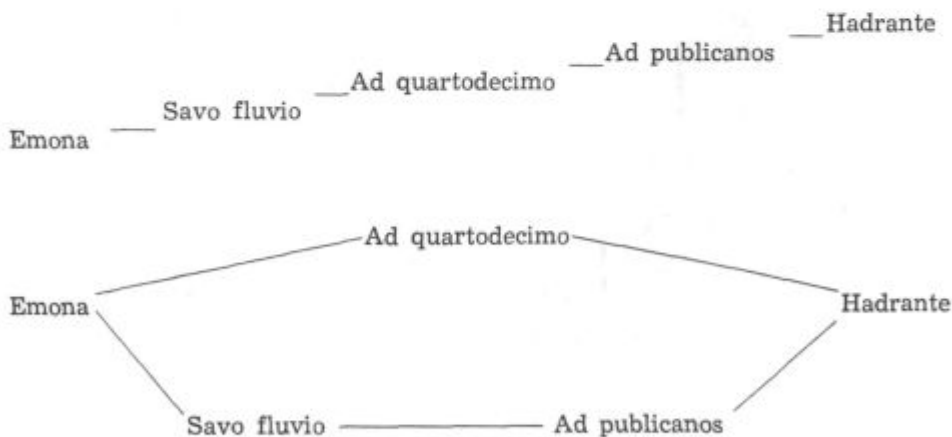 Hadrante
Ad publicanos
Ad quartodecimo
Savo fluvio
Emona
Ad quartodecimo
Emona
Hadrante
Savo fluvio
Ad publicanos